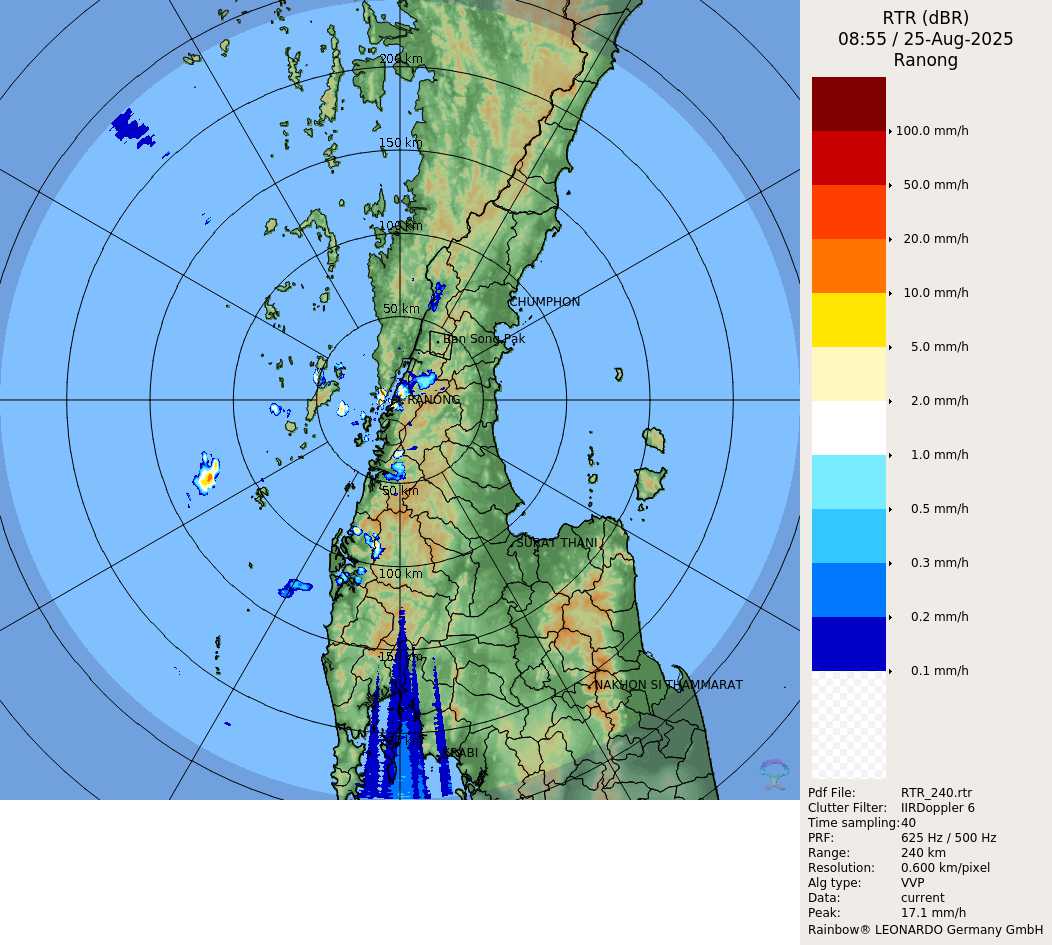 RTR (dBR)
08:55 / 25-Aug-2025
Ranong
200 km
150 km
100 km
50 km
CHUMPHON
Ban Song Pak
RANONG
50 km
SURAT THANI
100 km
150 km
NAKHON SI THAMMARAT
KRABI
100.0 mm/h
50.0 mm/h
20.0 mm/h
10.0 mm/h
5.0 mm/h
2.0 mm/h
1.0 mm/h
0.5 mm/h
0.3 mm/h
0.2 mm/h
0.1 mm/h
Pdf File: RTR_240.rtr
Clutter Filter: IIRDoppler 6
Time sampling: 40
PRF: 625 Hz / 500 Hz
Range: 240 km
Resolution: 0.600 km/pixel
Alg type: VVP
Data: current
Peak: 17.1 mm/h
Rainbow® LEONARDO Germany GmbH